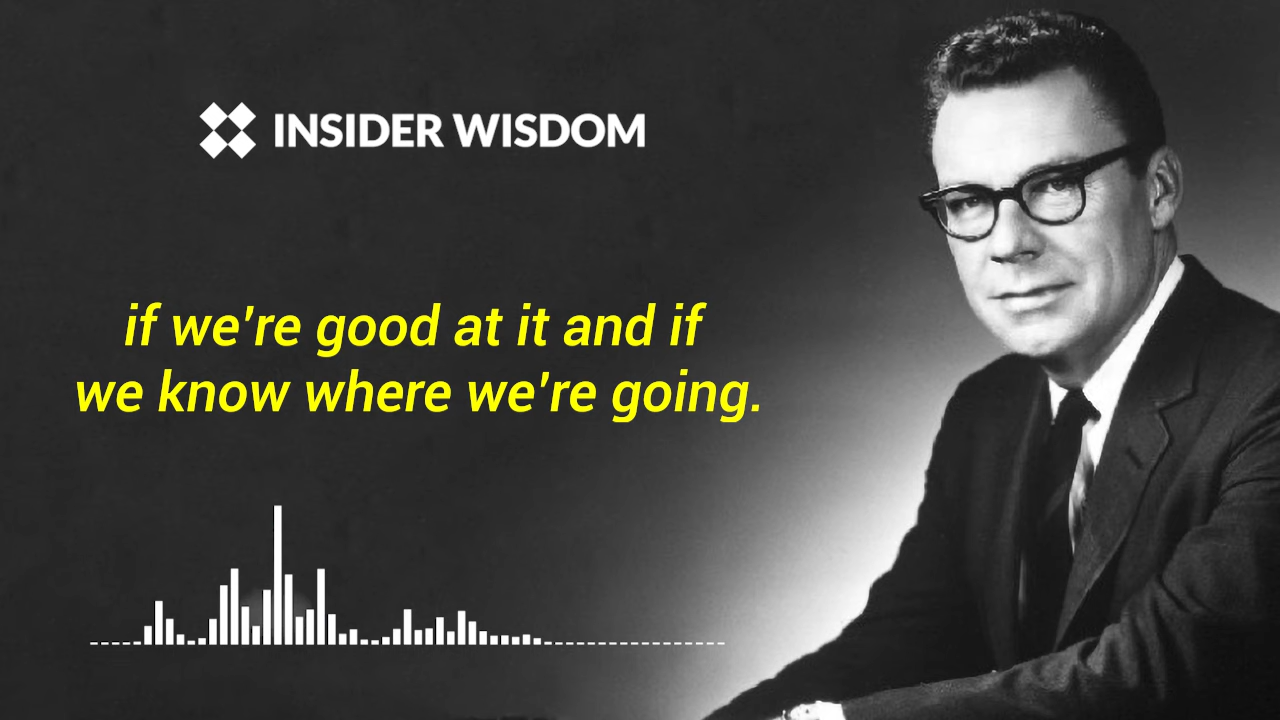 INSIDER WISDOM
if we're good at it and if
we know where we're going.